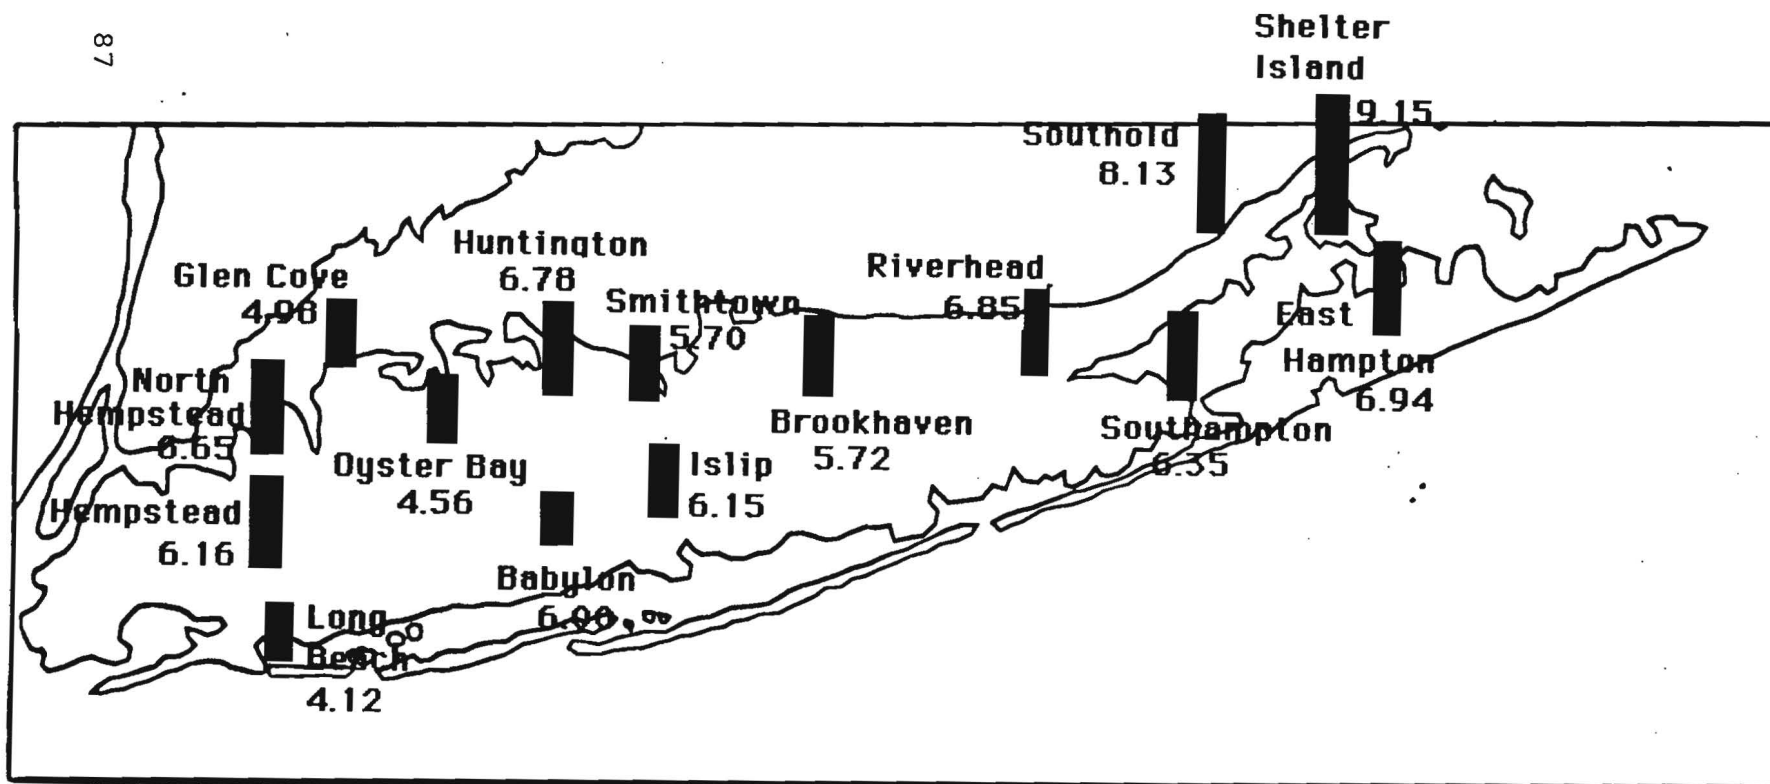 87
Shelter
Island
9.15
Southold
8.13
Huntington
6.78
Glen Cove
4.98
Smithtown
5.70
Riverhead
6.85
East
Hampton
6.94
North
Hempstead
6.65
Brookhaven
5.72
Southampton
6.35
Oyster Bay
4.56
Islip
6.15
Hempstead
6.16
Babylon
Long
Beach
4.12